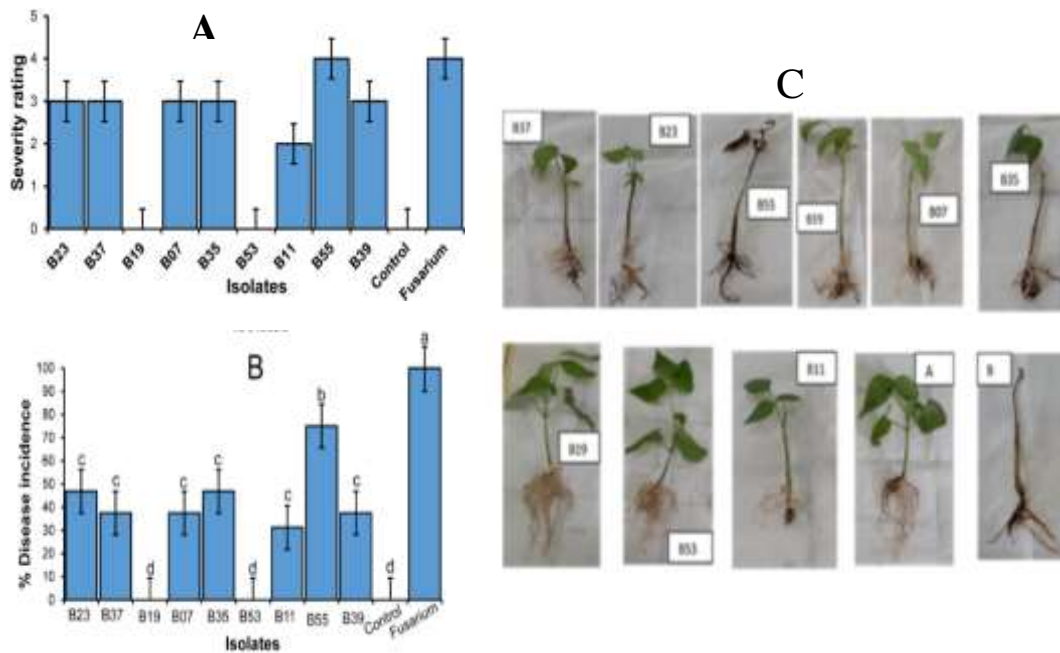 A
5
4
3
2
1
0
Severity rating
B23
B37
B19
B07
B35
B53
B11
B55
B39
Control
Fusarium
Isolates
B
100
90
80
70
60
50
40
30
20
10
0
% Disease incidence
c
c
d
c
c
d
c
b
c
d
a
B23
B37
B19
B07
B35
B53
B11
B55
B39
Control
Fusarium
Isolates
C
B37
B23
B55
B39
B07
B35
B19
B53
B11
A
B